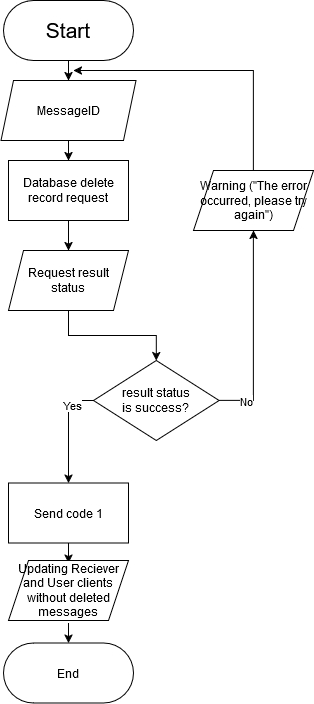 Start
MessageID
Database delete
record request
Warning ("The error
occurred, please try
again")
Request result
status
result status
is success?
Yes
No
Send code 1
Updating Reciever
and User clients
without deleted
messages
End